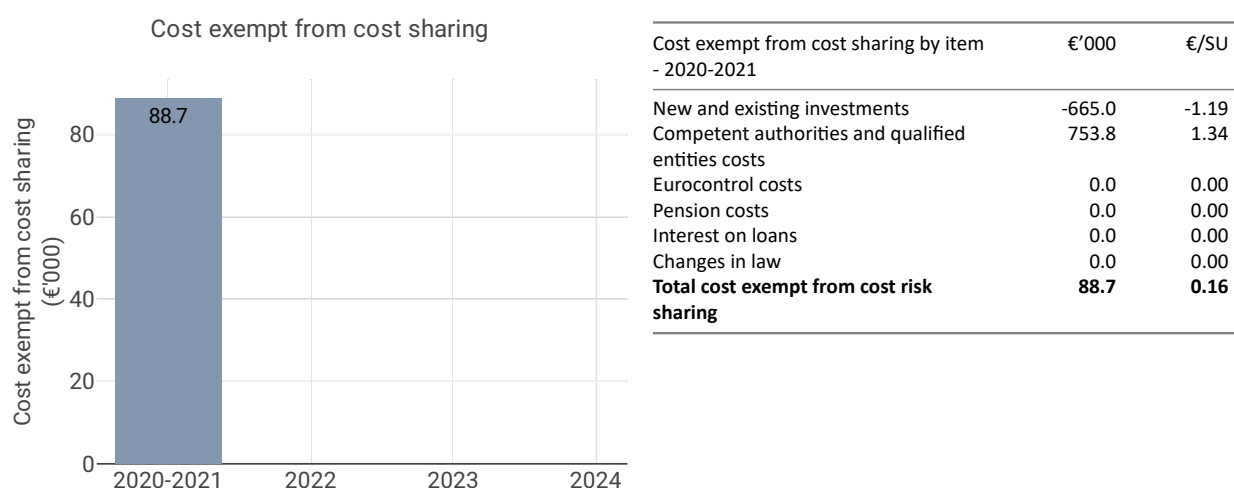 Cost exempt from cost sharing
Cost exempt from cost sharing
(€'000)
80
60
40
20
0
88.7
2020-2021 2022 2023 2024
Cost exempt from cost sharing by item €’000 €/SU
- 2020-2021
New and existing investments -665.0 -1.19
Competent authorities and qualified 753.8 1.34
entities costs
Eurocontrol costs 0.0 0.00
Pension costs 0.0 0.00
Interest on loans 0.0 0.00
Changes in law 0.0 0.00
Total cost exempt from cost risk 88.7 0.16
sharing